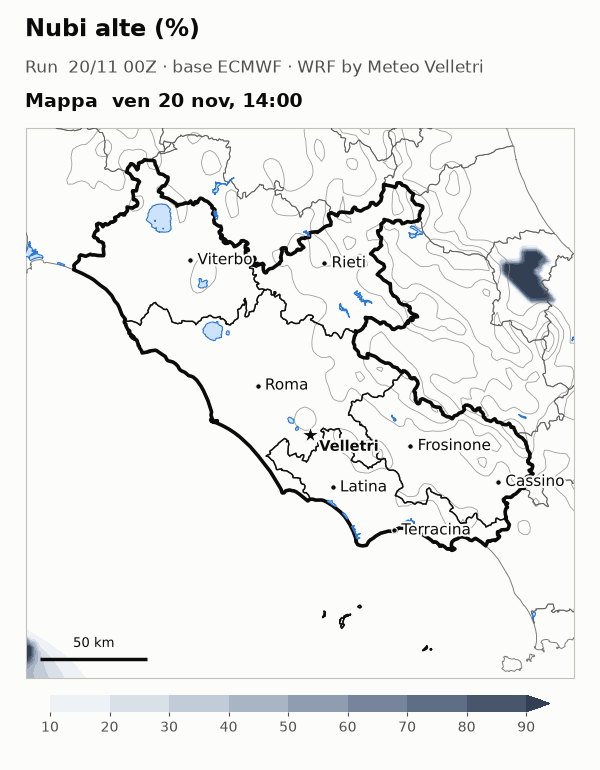 Nubi alte (%)
Run  20/11 00Z · base ECMWF · WRF by Meteo Velletri
Mappa  ven 20 nov, 14:00
Viterbo
Rieti
Roma
Velletri
Frosinone
Latina
Cassino
Terracina
50 km
10 20 30 40 50 60 70 80 90